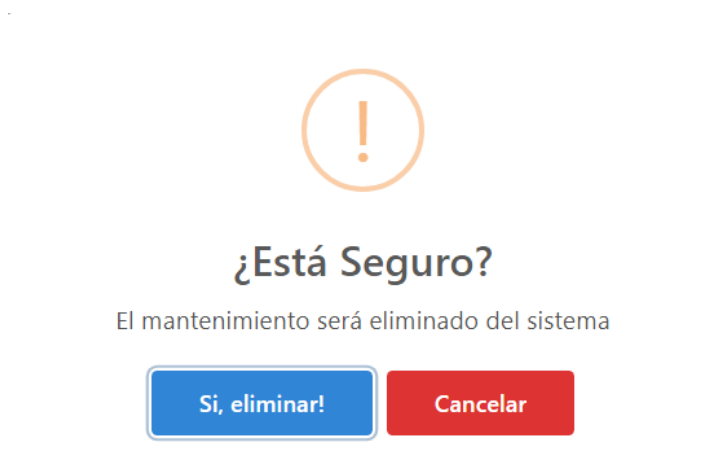 ¿Está Seguro?
El mantenimiento será eliminado del sistema
Si, eliminar!
Cancelar